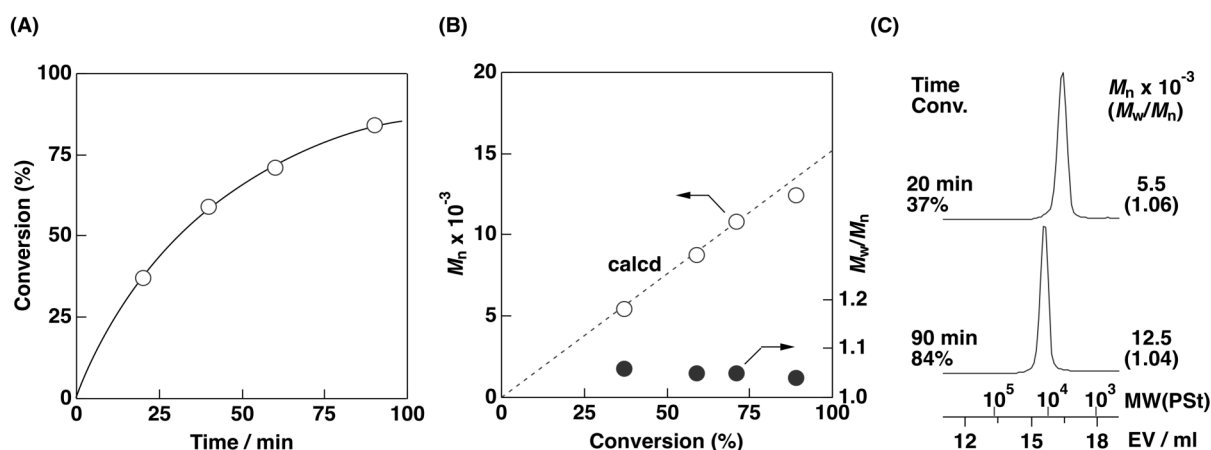 (A)
Conversion (%)
100
75
50
25
0
0
25
50
75
100
Time / min
(B)
Mn x 10-3
20
15
10
5
0
calcd
Mw/Mn
1.2
1.1
1.0
0
25
50
75
100
Conversion (%)
(C)
Time
Conv.
Mn x 10-3
(Mw/Mn)
20 min
37%
5.5
(1.06)
90 min
84%
12.5
(1.04)
105 104 103 MW(PSt)
12 15 18 EV / ml